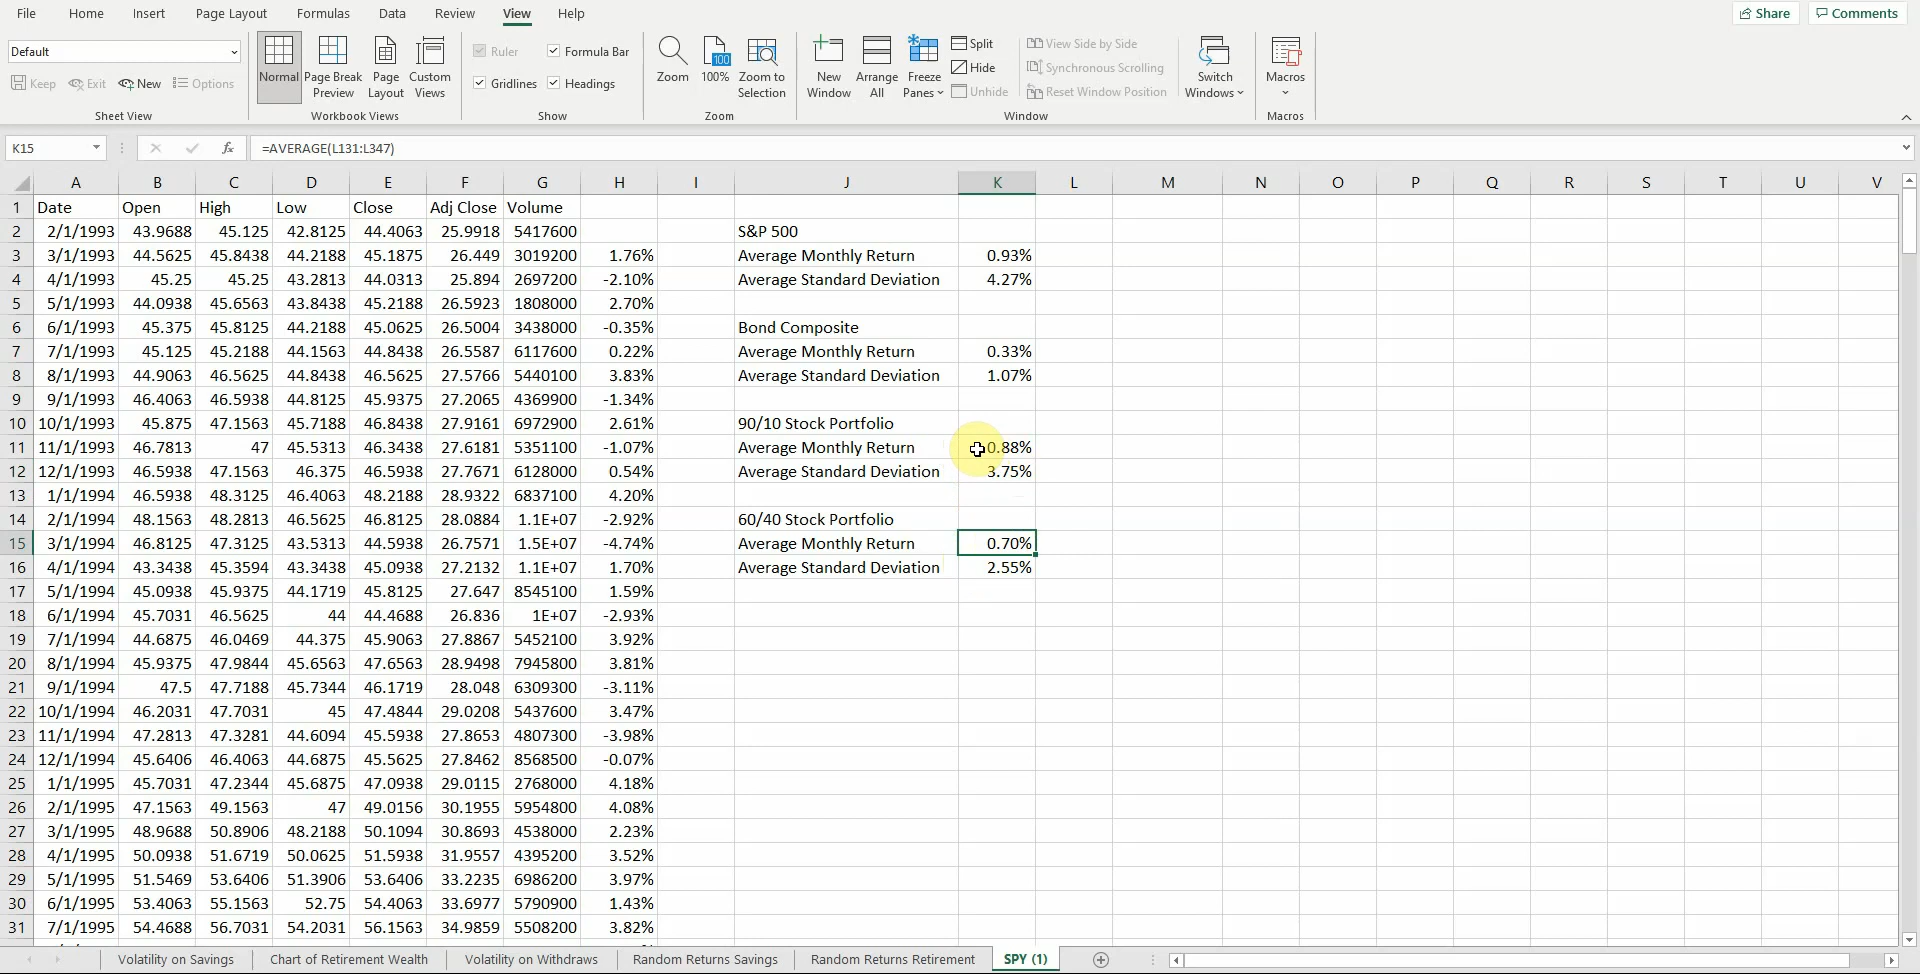 File Home Insert Page Layout Formulas Data Review View Help Share Comments
Default
Keep Exit New Options
Sheet View
Normal Page Break Preview Page Layout Custom Views
Workbook Views
Ruler Formula Bar
Gridlines Headings
Show
Zoom 100 100% Zoom to Selection
Zoom
New Window Arrange All Freeze Panes
Split
Hide
Unhide
View Side by Side
Synchronous Scrolling
Reset Window Position
Switch Windows
Window
Macros
Macros
K15 fx =AVERAGE(L131:L347)
A B C D E F G H I J K L M N O P Q R S T U V
1 Date Open High Low Close Adj Close Volume
2 2/1/1993 43.9688 45.125 42.8125 44.4063 25.9918 5417600 S&P 500
3 3/1/1993 44.5625 45.8438 44.2188 45.1875 26.449 3019200 1.76% Average Monthly Return 0.93%
4 4/1/1993 45.25 45.25 43.2813 44.0313 25.894 2697200 -2.10% Average Standard Deviation 4.27%
5 5/1/1993 44.0938 45.6563 43.8438 45.2188 26.5923 1808000 2.70%
6 6/1/1993 45.375 45.8125 44.2188 45.0625 26.5004 3438000 -0.35% Bond Composite
7 7/1/1993 45.125 45.2188 44.1563 44.8438 26.5587 6117600 0.22% Average Monthly Return 0.33%
8 8/1/1993 44.9063 46.5625 44.8438 46.5625 27.5766 5440100 3.83% Average Standard Deviation 1.07%
9 9/1/1993 46.4063 46.5938 44.8125 45.9375 27.2065 4369900 -1.34%
10 10/1/1993 45.875 47.1563 45.7188 46.8438 27.9161 6972900 2.61% 90/10 Stock Portfolio
11 11/1/1993 46.7813 47 45.5313 46.3438 27.6181 5351100 -1.07% Average Monthly Return 0.88%
12 12/1/1993 46.5938 47.1563 46.375 46.5938 27.7671 6128000 0.54% Average Standard Deviation 3.75%
13 1/1/1994 46.5938 48.3125 46.4063 48.2188 28.9322 6837100 4.20%
14 2/1/1994 48.1563 48.2813 46.5625 46.8125 28.0884 1.1E+07 -2.92% 60/40 Stock Portfolio
15 3/1/1994 46.8125 47.3125 43.5313 44.5938 26.7571 1.5E+07 -4.74% Average Monthly Return 0.70%
16 4/1/1994 43.3438 45.3594 43.3438 45.0938 27.2132 1.1E+07 1.70% Average Standard Deviation 2.55%
17 5/1/1994 45.0938 45.9375 44.1719 45.8125 27.647 8545100 1.59%
18 6/1/1994 45.7031 46.5625 44 44.4688 26.836 1E+07 -2.93%
19 7/1/1994 44.6875 46.0469 44.375 45.9063 27.8867 5452100 3.92%
20 8/1/1994 45.9375 47.9844 45.6563 47.6563 28.9498 7945800 3.81%
21 9/1/1994 47.5 47.7188 45.7344 46.1719 28.048 6309300 -3.11%
22 10/1/1994 46.2031 47.7031 45 47.4844 29.0208 5437600 3.47%
23 11/1/1994 47.2813 47.3281 44.6094 45.5938 27.8653 4807300 -3.98%
24 12/1/1994 45.6406 46.4063 44.6875 45.5625 27.8462 8568500 -0.07%
25 1/1/1995 45.7031 47.2344 45.6875 47.0938 29.0115 2768000 4.18%
26 2/1/1995 47.1563 49.1563 47 49.0156 30.1955 5954800 4.08%
27 3/1/1995 48.9688 50.8906 48.2188 50.1094 30.8693 4538000 2.23%
28 4/1/1995 50.0938 51.6719 50.0625 51.5938 31.9557 4395200 3.52%
29 5/1/1995 51.5469 53.6406 51.3906 53.6406 33.2235 6986200 3.97%
30 6/1/1995 53.4063 55.1563 52.75 54.4063 33.6977 5790900 1.43%
31 7/1/1995 54.4688 56.7031 54.2031 56.1563 34.9859 5508200 3.82%
Volatility on Savings Chart of Retirement Wealth Volatility on Withdraws Random Returns Savings Random Returns Retirement SPY (1)